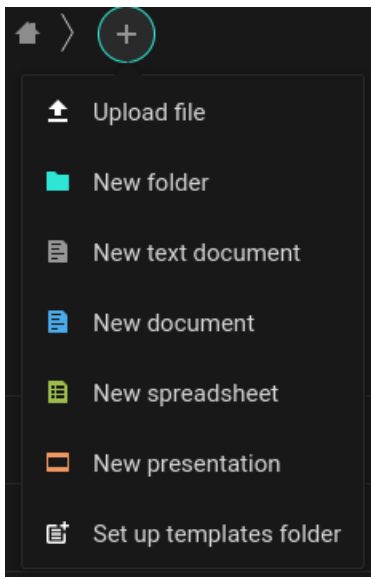 Upload file
New folder
New text document
New document
New spreadsheet
New presentation
Set up templates folder